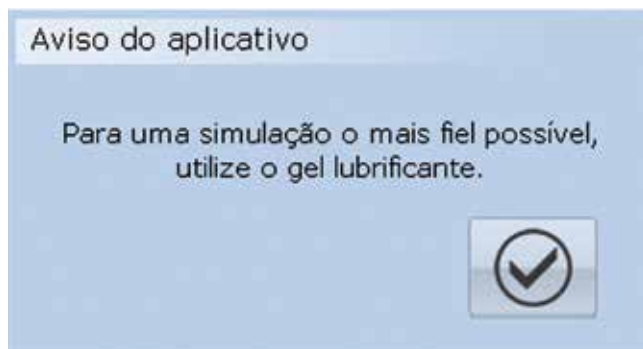 Aviso do aplicativo
Para uma simulação o mais fiel possível,
utilize o gel lubrificante.